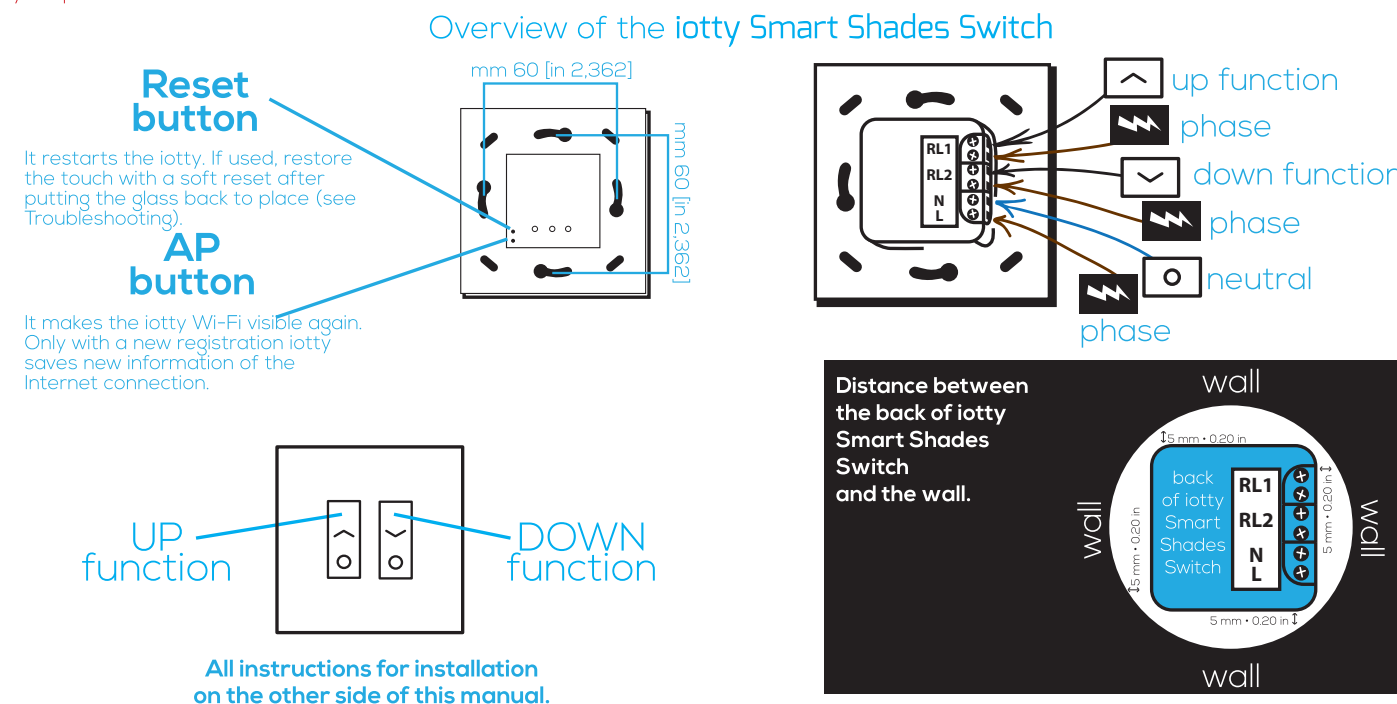 Overview of the iotty Smart Shades Switch
Reset
button
It restarts the iotty. If used, restore
the touch with a soft reset after
putting the glass back to place (see
Troubleshooting).
AP
button
It makes the iotty Wi-Fi visible again.
Only with a new registration iotty
saves new information of the
Internet connection.
mm 60 [in 2,362]
mm 60 [in 2,362]
RL1
RL2
N
L
up function
phase
down function
phase
neutral
phase
UP
function
DOWN
function
All instructions for installation
on the other side of this manual.
Distance between
the back of iotty
Smart Shades
Switch
and the wall.
wall
5 mm • 0.20 in
wall
5 mm • 0.20 in
back
of iotty
Smart
Shades
Switch
RL1
RL2
N
L
5 mm • 0.20 in
wall
5 mm • 0.20 in
wall